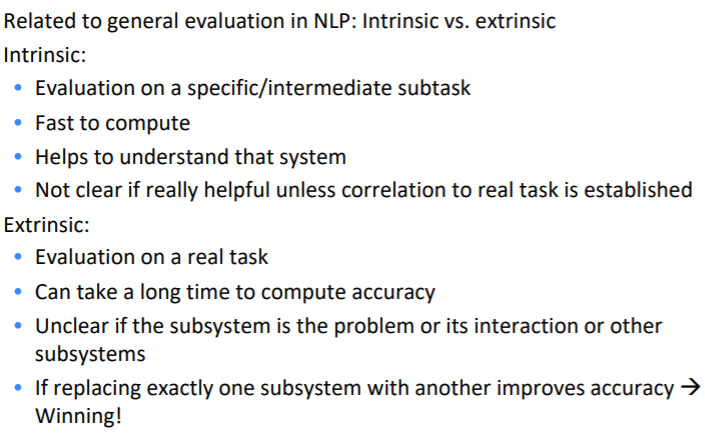 Related to general evaluation in NLP: Intrinsic vs. extrinsic
Intrinsic:
• Evaluation on a specific/intermediate subtask
• Fast to compute
• Helps to understand that system
• Not clear if really helpful unless correlation to real task is established
Extrinsic:
• Evaluation on a real task
• Can take a long time to compute accuracy
• Unclear if the subsystem is the problem or its interaction or other
subsystems
• If replacing exactly one subsystem with another improves accuracy →
Winning!